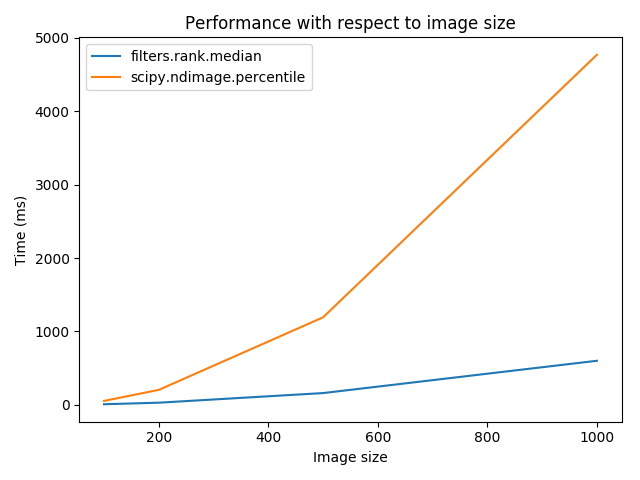 Performance with respect to image size
filters.rank.median
scipy.ndimage.percentile
Time (ms)
5000
4000
3000
2000
1000
0
200
400
600
800
1000
Image size